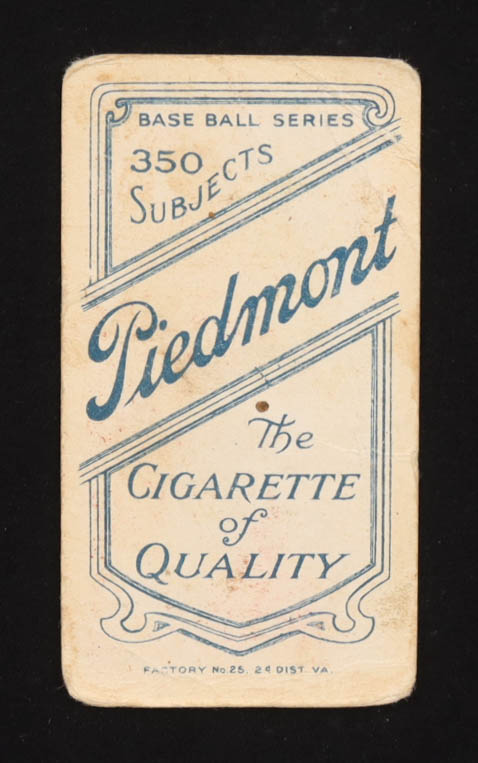 BASE BALL SERIES
350
SUBJECTS
Piedmont
The
CIGARETTE
of
QUALITY
FACTORY No. 25. 2d DIST. VA.